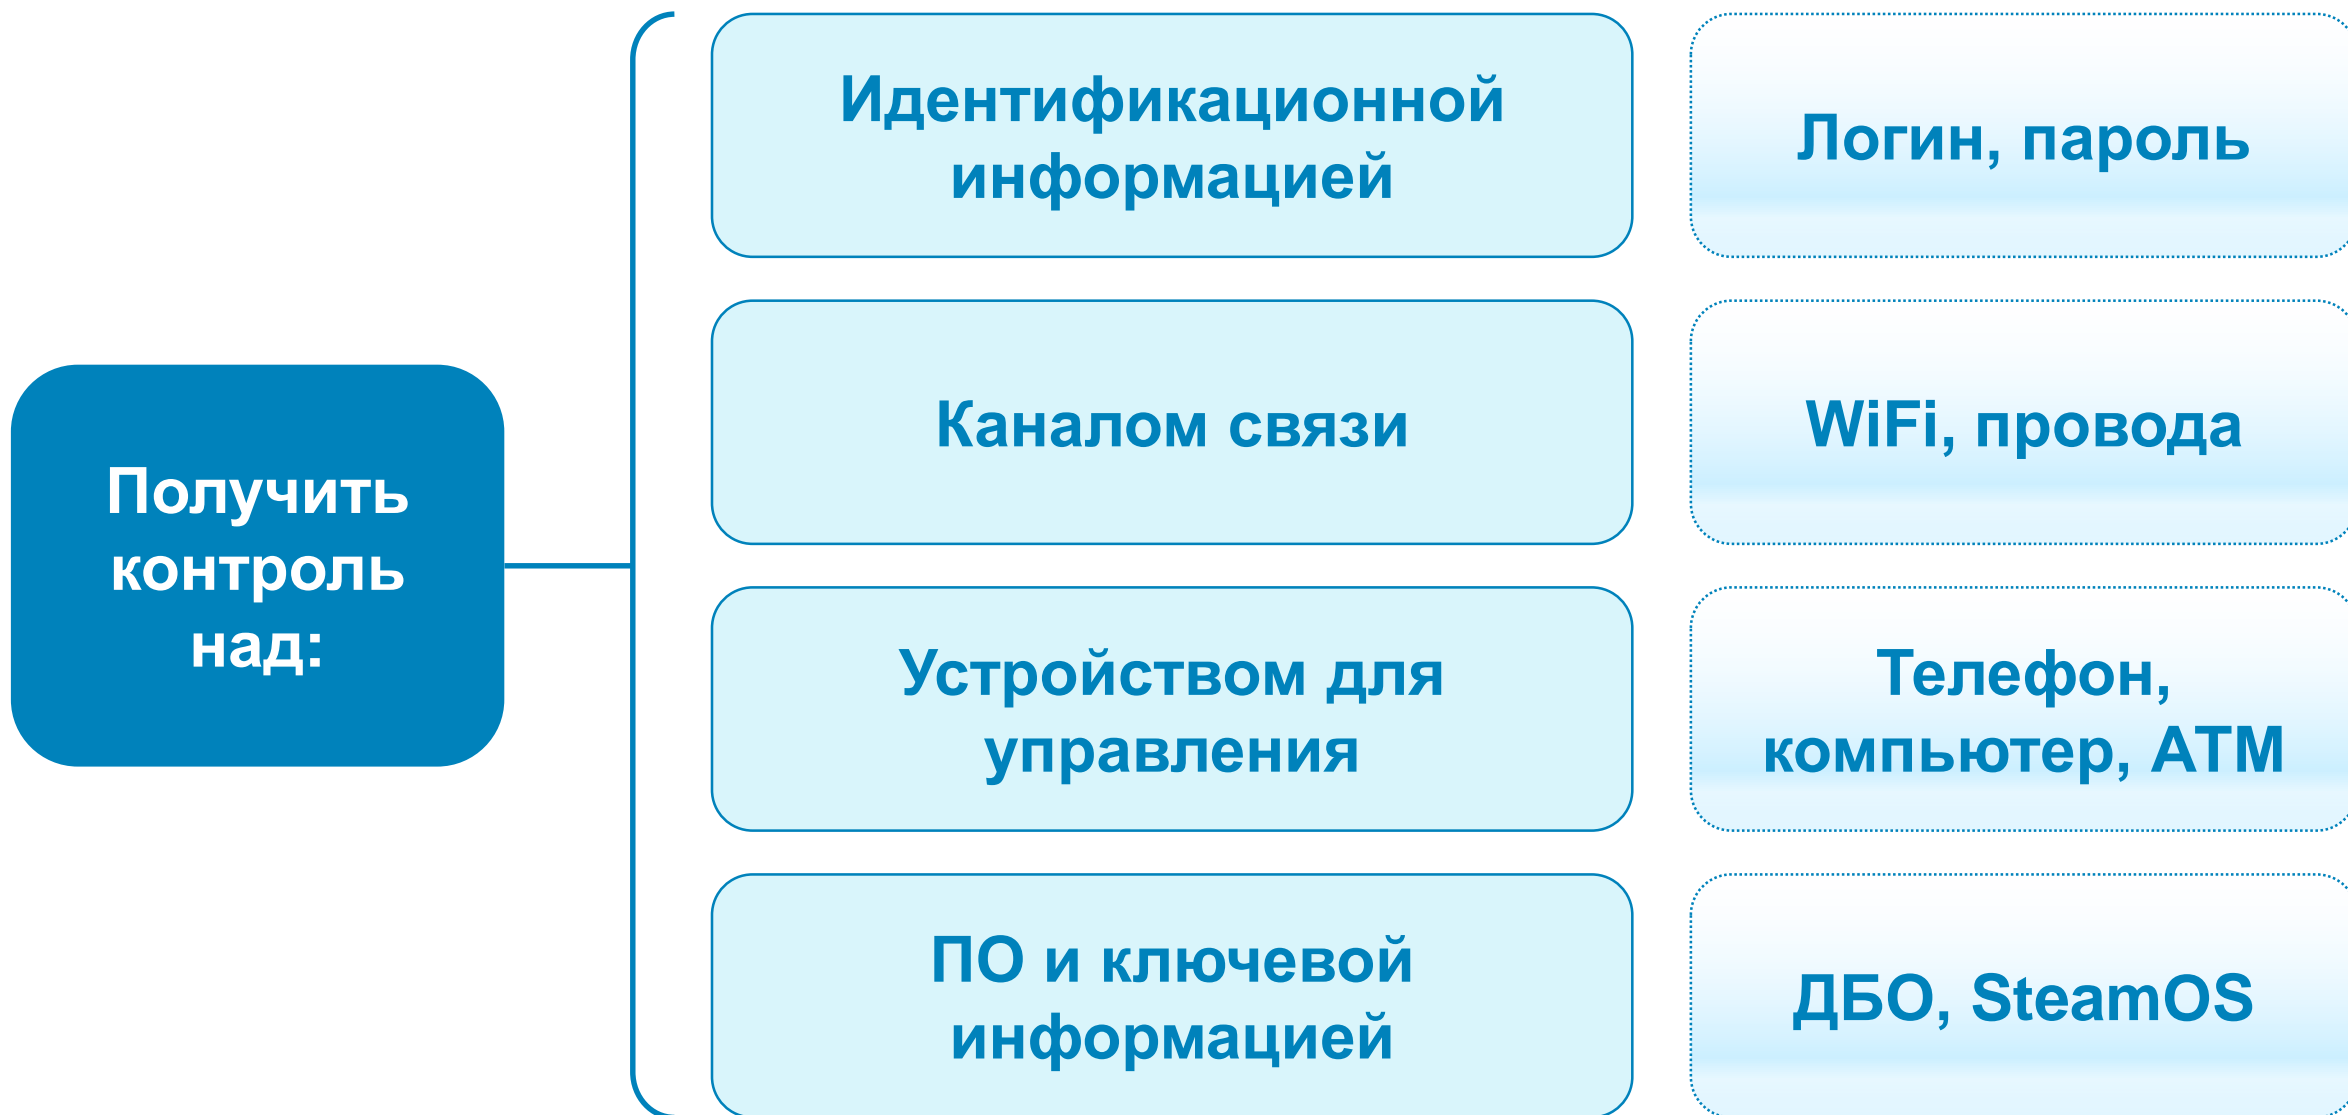 Получить
контроль
над:
Идентификационной
информацией
Логин, пароль
Каналом связи
WiFi, провода
Устройством для
управления
Телефон,
компьютер, ATM
ПО и ключевой
информацией
ДБО, SteamOS